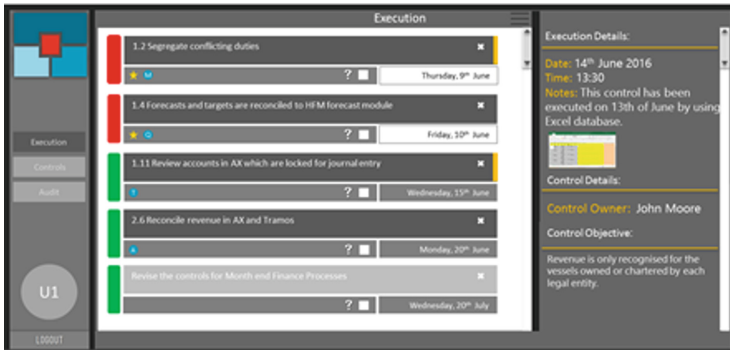 Execution
1.2 Segregate conflicting duties
M
?
Thursday, 9th June
1.4 Forecasts and targets are reconciled to HFM forecast module
Q
?
Friday, 10th June
1.11 Review accounts in AX which are locked for journal entry
?
Wednesday, 15th June
2.6 Reconcile revenue in AX and Tramos
?
Monday, 20th June
Revise the controls for Month end Finance Processes
?
Wednesday, 20th July
Execution
Controls
Audit
U1
LOGOUT
Execution Details:
Date: 14th June 2016
Time: 13:30
Notes: This control has been
executed on 13th of June by using
Excel database.
Control Details:
Control Owner: John Moore
Control Objective:
Revenue is only recognised for the
vessels owned or chartered by each
legal entity.